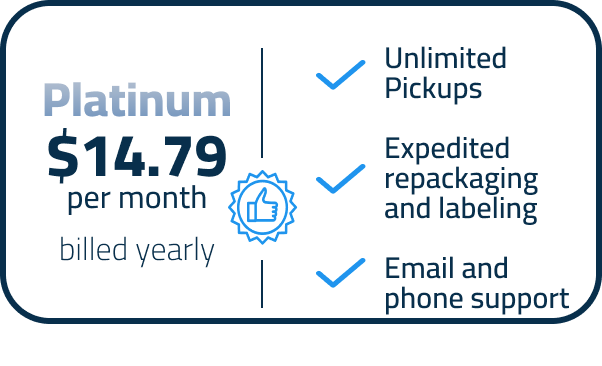 Platinum
$14.79
per month
billed yearly
Unlimited
Pickups
Expedited
repackaging
and labeling
Email and
phone support